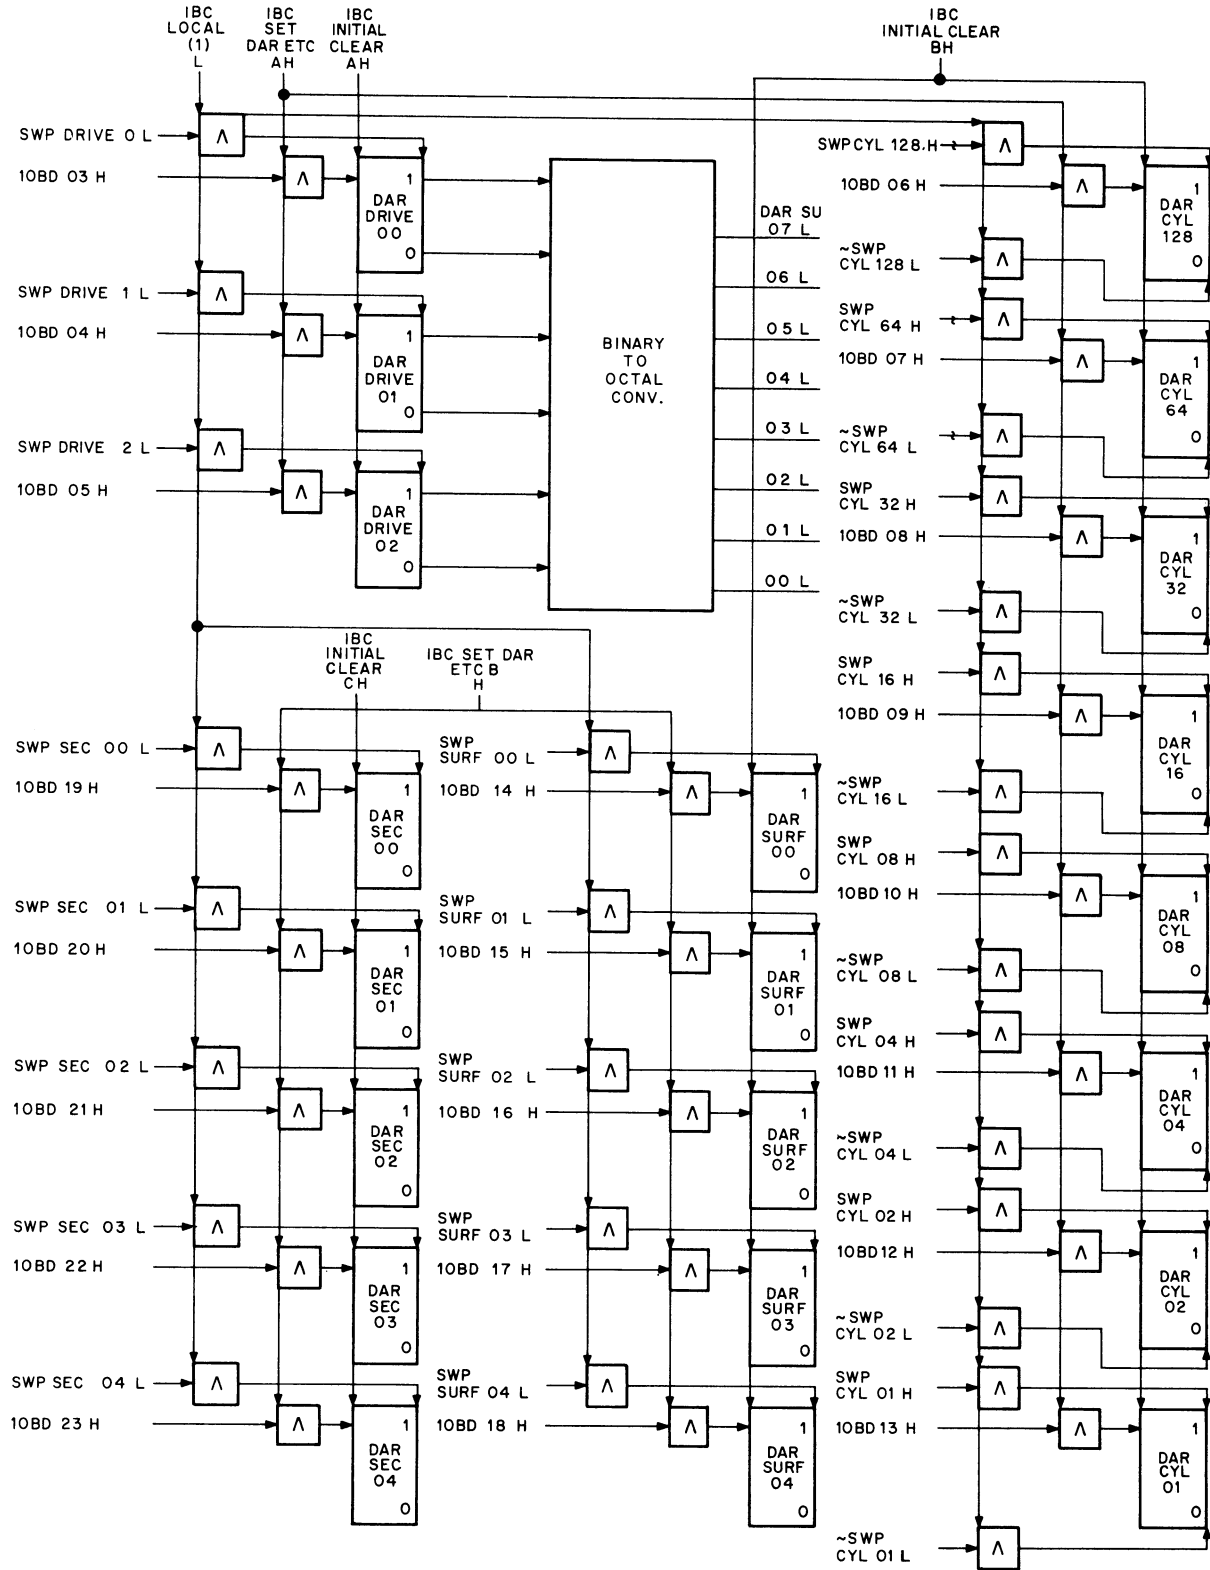 IBC
LOCAL
(1)
L
IBC
SET
DAR ETC
AH
IBC
INITIAL
CLEAR
AH
IBC
INITIAL CLEAR
BH
SWP DRIVE 0 L
Λ
10BD 03 H
Λ
1
DAR
DRIVE
00
0
SWP DRIVE 1 L
Λ
10BD 04 H
Λ
1
DAR
DRIVE
01
0
SWP DRIVE 2 L
Λ
10BD 05 H
Λ
1
DAR
DRIVE
02
0
BINARY
TO
OCTAL
CONV.
DAR SU
07 L
06 L
05 L
04 L
03 L
02 L
01 L
00 L
SWP CYL 128, H
Λ
10BD 06 H
Λ
1
DAR
CYL
128
0
~SWP
CYL 128 L
Λ
SWP
CYL 64 H
Λ
10BD 07 H
Λ
1
DAR
CYL
64
0
~SWP
CYL 64 L
Λ
SWP
CYL 32 H
Λ
10BD 08 H
Λ
1
DAR
CYL
32
0
~SWP
CYL 32 L
Λ
SWP
CYL 16 H
Λ
10BD 09 H
Λ
1
DAR
CYL
16
0
~SWP
CYL 16 L
Λ
SWP
CYL 08 H
Λ
10BD 10 H
Λ
1
DAR
CYL
08
0
~SWP
CYL 08 L
Λ
SWP
CYL 04 H
Λ
10BD 11 H
Λ
1
DAR
CYL
04
0
~SWP
CYL 04 L
Λ
SWP
CYL 02 H
Λ
10BD 12 H
Λ
1
DAR
CYL
02
0
~SWP
CYL 02 L
Λ
SWP
CYL 01 H
Λ
10BD 13 H
Λ
1
DAR
CYL
01
0
~SWP
CYL 01 L
Λ
IBC
INITIAL
CLEAR
CH
IBC SET DAR
ETC B
H
SWP SEC 00 L
Λ
10BD 19 H
Λ
1
DAR
SEC
00
0
SWP SEC 01 L
Λ
10BD 20 H
Λ
1
DAR
SEC
01
0
SWP SEC 02 L
Λ
10BD 21 H
Λ
1
DAR
SEC
02
0
SWP SEC 03 L
Λ
10BD 22 H
Λ
1
DAR
SEC
03
0
SWP SEC 04 L
Λ
10BD 23 H
Λ
1
DAR
SEC
04
0
SWP
SURF 00 L
Λ
10BD 14 H
Λ
1
DAR
SURF
00
0
SWP
SURF 01 L
Λ
10BD 15 H
Λ
1
DAR
SURF
01
0
SWP
SURF 02 L
Λ
10BD 16 H
Λ
1
DAR
SURF
02
0
SWP
SURF 03 L
Λ
10BD 17 H
Λ
1
DAR
SURF
03
0
SWP
SURF 04 L
Λ
10BD 18 H
Λ
1
DAR
SURF
04
0